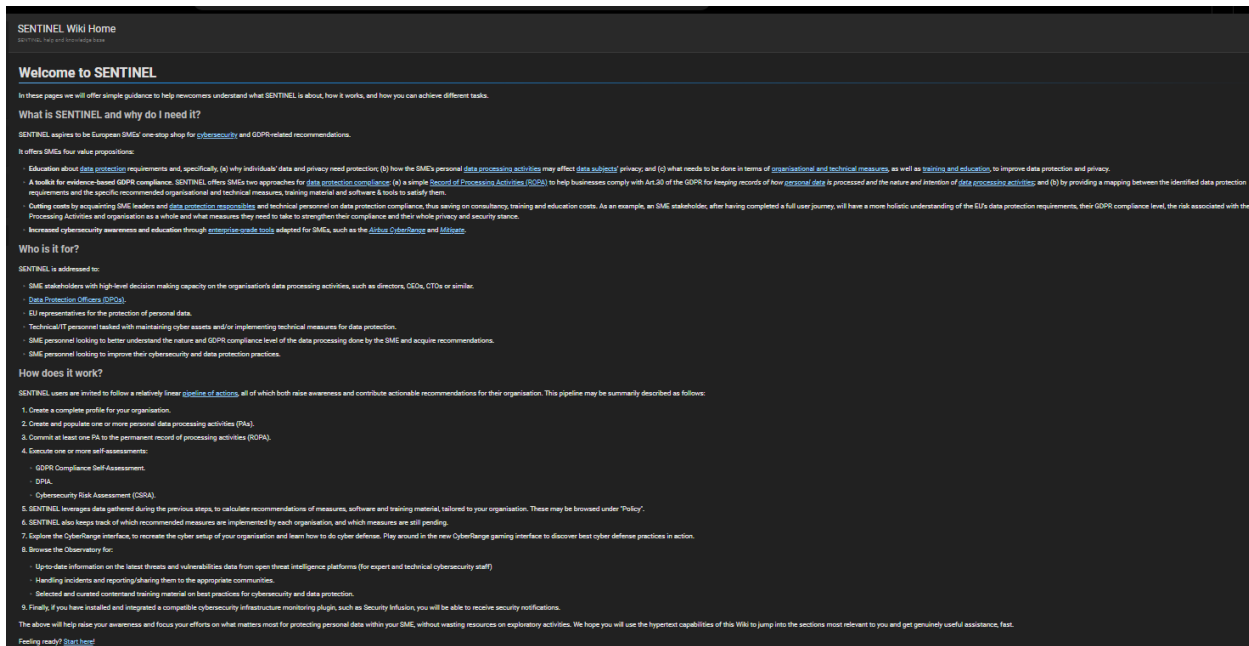 SENTINEL Wiki Home
SENTINEL help and knowledge base
Welcome to SENTINEL
In these pages we will offer simple guidance to help newcomers understand what SENTINEL is about, how it works, and how you can achieve different tasks.
What is SENTINEL and why do I need it?
SENTINEL aspires to be European SMEs' one-stop shop for cybersecurity and GDPR-related recommendations.
It offers SMEs four value propositions:
· Education about data protection requirements and, specifically, (a) why individuals' data and privacy need protection; (b) how the SME's personal data processing activities may affect data subjects' privacy; and (c) what needs to be done in terms of organisational and technical measures, as well as training and education, to improve data protection and privacy.
· A toolkit for evidence-based GDPR compliance. SENTINEL offers SMEs two approaches for data protection compliance: (a) a simple Record of Processing Activities (ROPA) to help businesses comply with Art.30 of the GDPR for keeping records of how personal data is processed and the nature and intention of data processing activities; and (b) by providing a mapping between the identified data protection
requirements and the specific recommended organisational and technical measures, training material and software & tools to satisfy them.
· Cutting costs by acquainting SME leaders and data protection responsibles and technical personnel on data protection compliance, thus saving on consultancy, training and education costs. As an example, an SME stakeholder, after having completed a full user journey, will have a more holistic understanding of the EU's data protection requirements, their GDPR compliance level, the risk associated with the
Processing Activities and organisation as a whole and what measures they need to take to strengthen their compliance and their whole privacy and security stance.
· Increased cybersecurity awareness and education through enterprise-grade tools adapted for SMEs, such as the Airbus CyberRange and Mitigate.
Who is it for?
SENTINEL is addressed to:
· SME stakeholders with high-level decision making capacity on the organisation's data processing activities, such as directors, CEOs, CTOs or similar.
· Data Protection Officers (DPOs).
· EU representatives for the protection of personal data.
· Technical/IT personnel tasked with maintaining cyber assets and/or implementing technical measures for data protection.
· SME personnel looking to better understand the nature and GDPR compliance level of the data processing done by the SME and acquire recommendations.
· SME personnel looking to improve their cybersecurity and data protection practices.
How does it work?
SENTINEL users are invited to follow a relatively linear pipeline of actions, all of which both raise awareness and contribute actionable recommendations for their organisation. This pipeline may be summarily described as follows:
1. Create a complete profile for your organisation.
2. Create and populate one or more personal data processing activities (PAs).
3. Commit at least one PA to the permanent record of processing activities (ROPA).
4. Execute one or more self-assessments:
· GDPR Compliance Self-Assessment.
· DPIA.
· Cybersecurity Risk Assessment (CSRA).
5. SENTINEL leverages data gathered during the previous steps, to calculate recommendations of measures, software and training material, tailored to your organisation. These may be browsed under "Policy".
6. SENTINEL also keeps track of which recommended measures are implemented by each organisation, and which measures are still pending.
7. Explore the CyberRange interface, to recreate the cyber setup of your organisation and learn how to do cyber defense. Play around in the new CyberRange gaming interface to discover best cyber defense practices in action.
8. Browse the Observatory for:
· Up-to-date information on the latest threats and vulnerabilities data from open threat intelligence platforms (for expert and technical cybersecurity staff)
· Handling incidents and reporting/sharing them to the appropriate communities.
· Selected and curated contentand training material on best practices for cybersecurity and data protection.
9. Finally, if you have installed and integrated a compatible cybersecurity infrastructure monitoring plugin, such as Security Infusion, you will be able to receive security notifications.
The above will help raise your awareness and focus your efforts on what matters most for protecting personal data within your SME, without wasting resources on exploratory activities. We hope you will use the hypertext capabilities of this Wiki to jump into the sections most relevant to you and get genuinely useful assistance, fast.
Feeling ready? Start here!